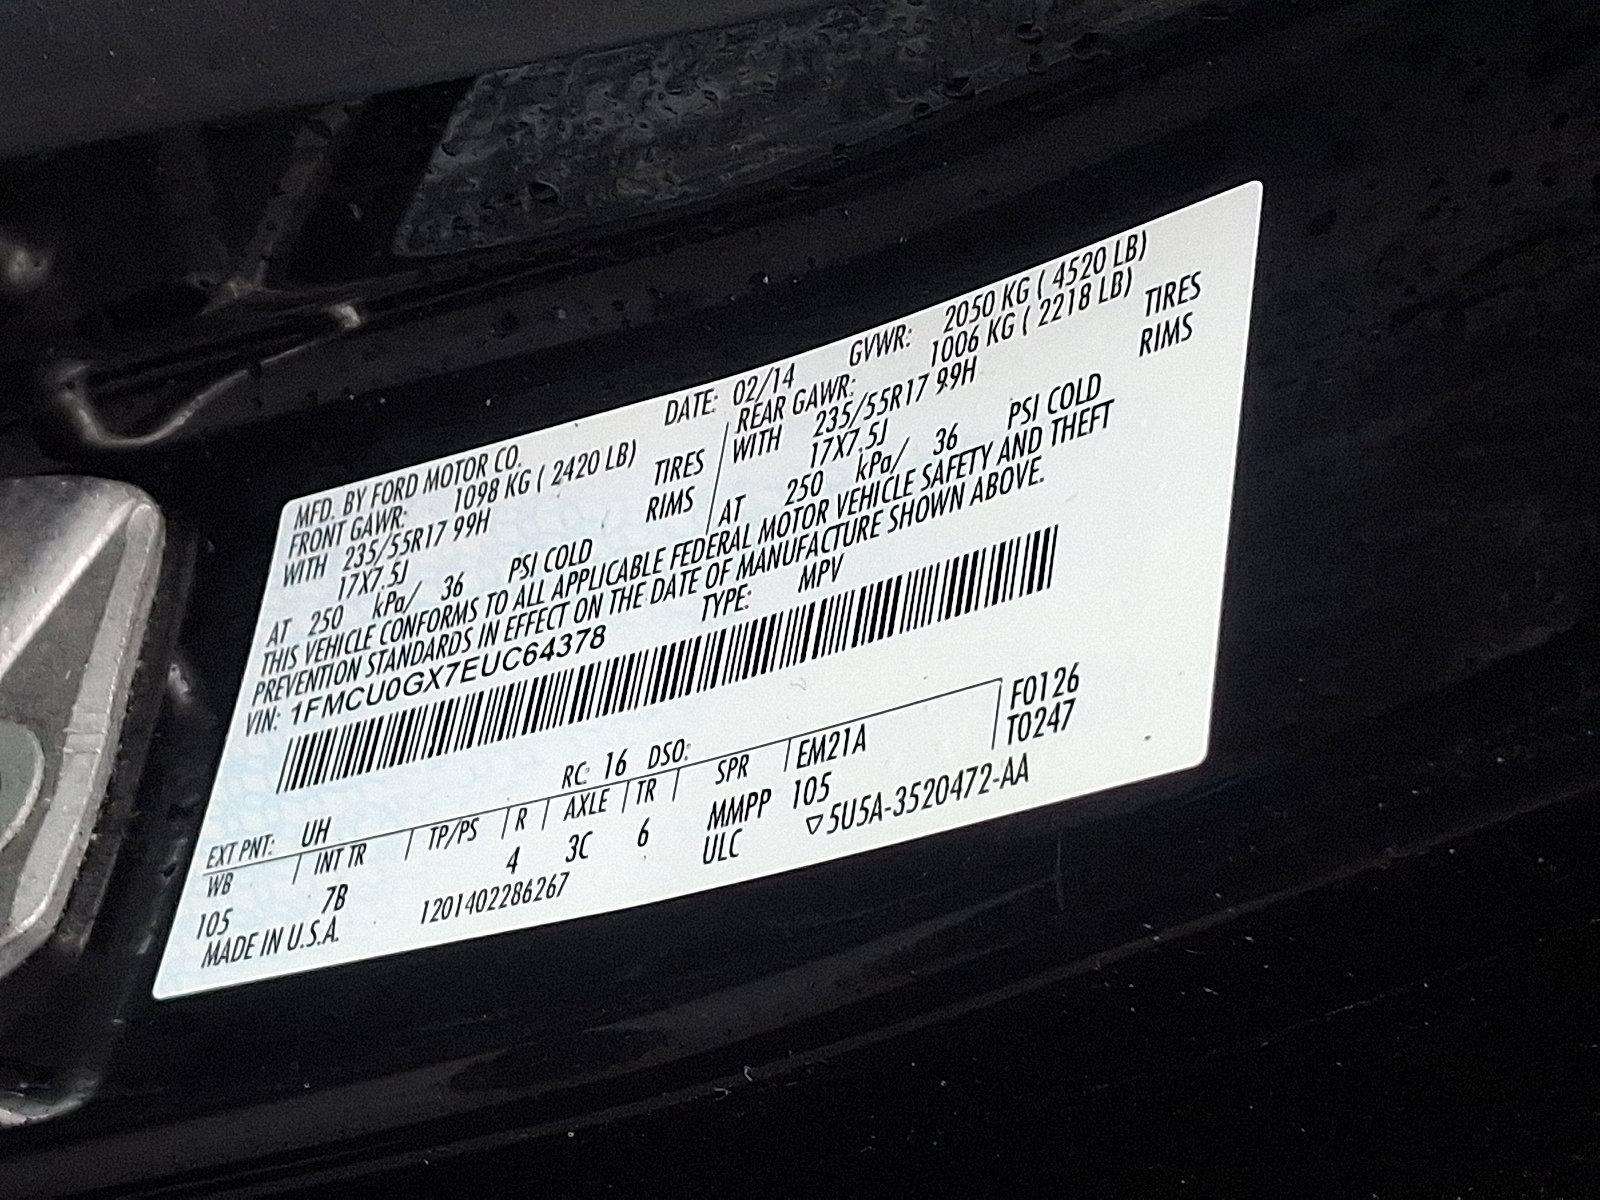 MFD. BY FORD MOTOR CO. DATE: 02/14 GVWR: 2050 KG ( 4520 LB)
FRONT GAWR: 1098 KG ( 2420 LB) REAR GAWR: 1006 KG ( 2218 LB)
WITH 235/55R17 99H TIRES WITH 235/55R17 99H TIRES
17X7.5J RIMS 17X7.5J RIMS
AT 250 kPa/ 36 PSI COLD AT 250 kPa/ 36 PSI COLD
THIS VEHICLE CONFORMS TO ALL APPLICABLE FEDERAL MOTOR VEHICLE SAFETY AND THEFT
PREVENTION STANDARDS IN EFFECT ON THE DATE OF MANUFACTURE SHOWN ABOVE.
VIN: 1FMCU0GX7EUC64378 TYPE: MPV
F0126
T0247
EXT PNT: UH RC: 16 DSO:
WB INT TR TP/PS R AXLE TR SPR EM21A
105 7B 4 3C 6 MMPP 105
MADE IN U.S.A. 1201402286267 ULC ▽5U5A-3520472-AA